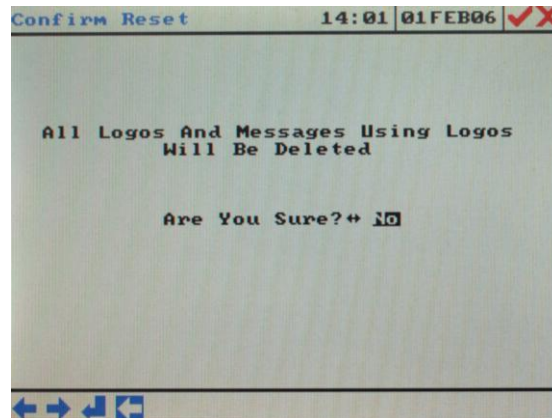 Confirm Reset 14:01 01FEB06
All Logos And Messages Using Logos
Will Be Deleted
Are You Sure?↔ No